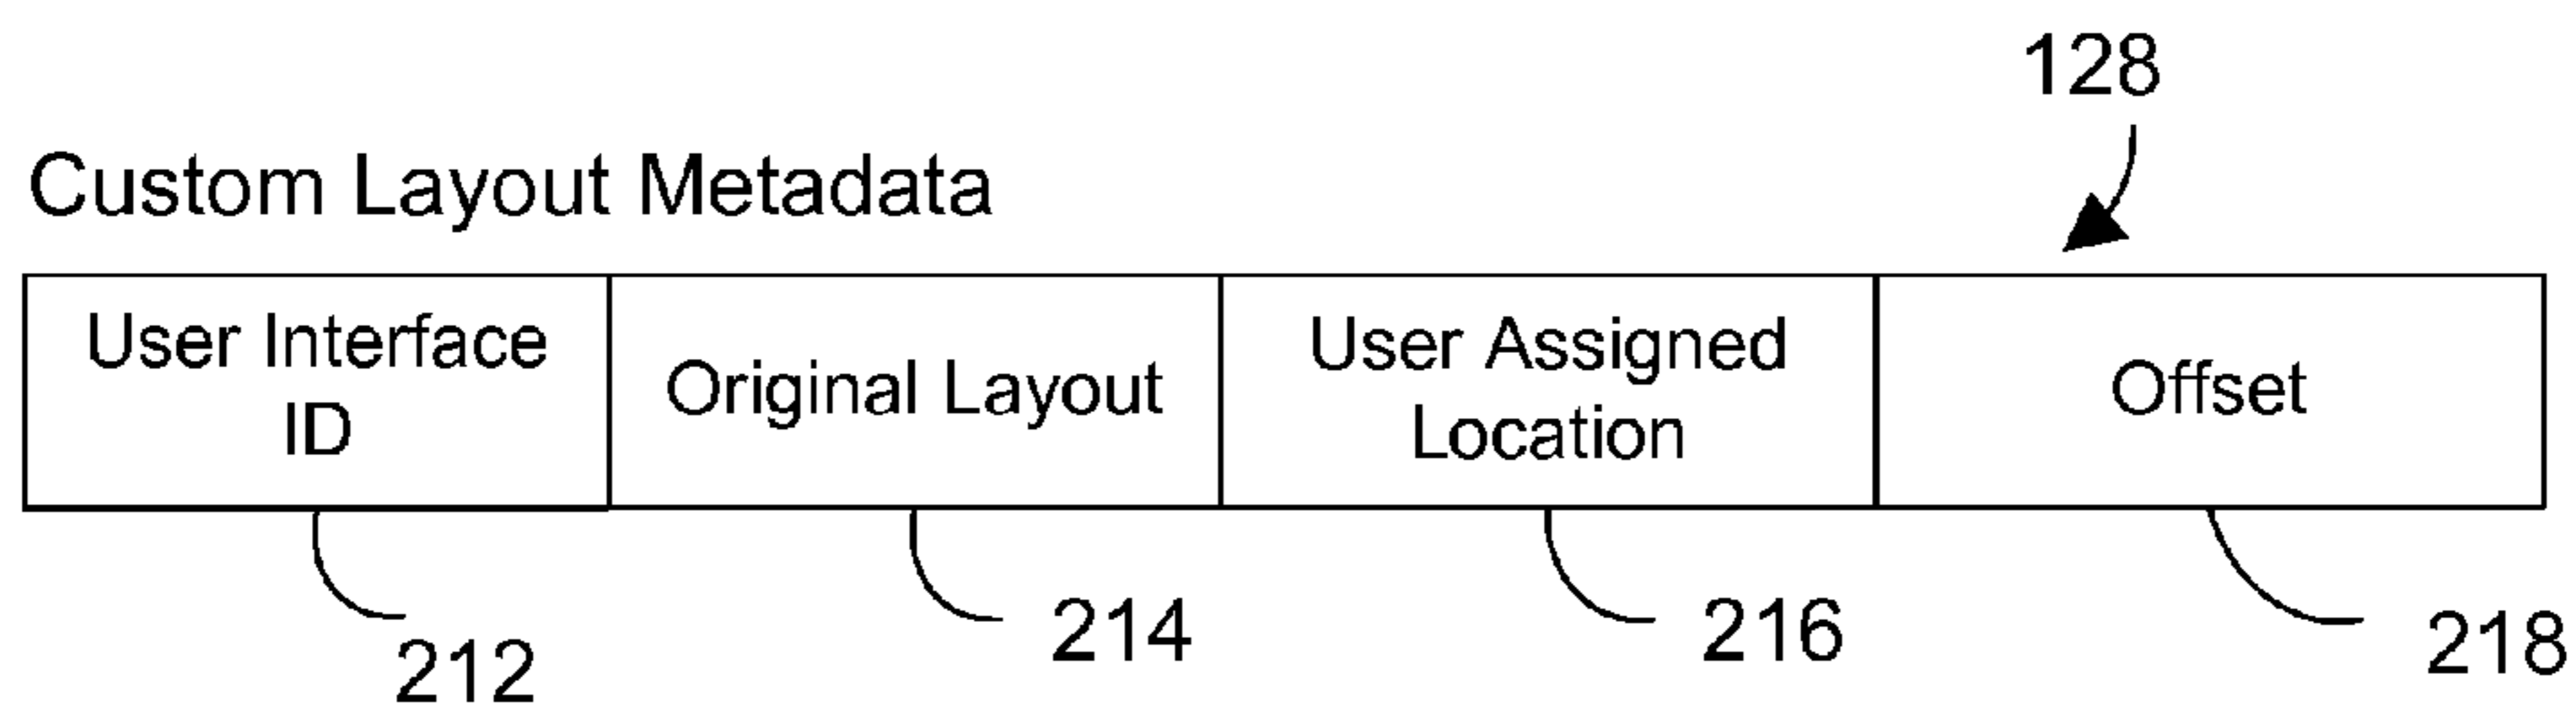 128
Custom Layout Metadata
User Interface
ID
Original Layout
User Assigned
Location
Offset
212
214
216
218